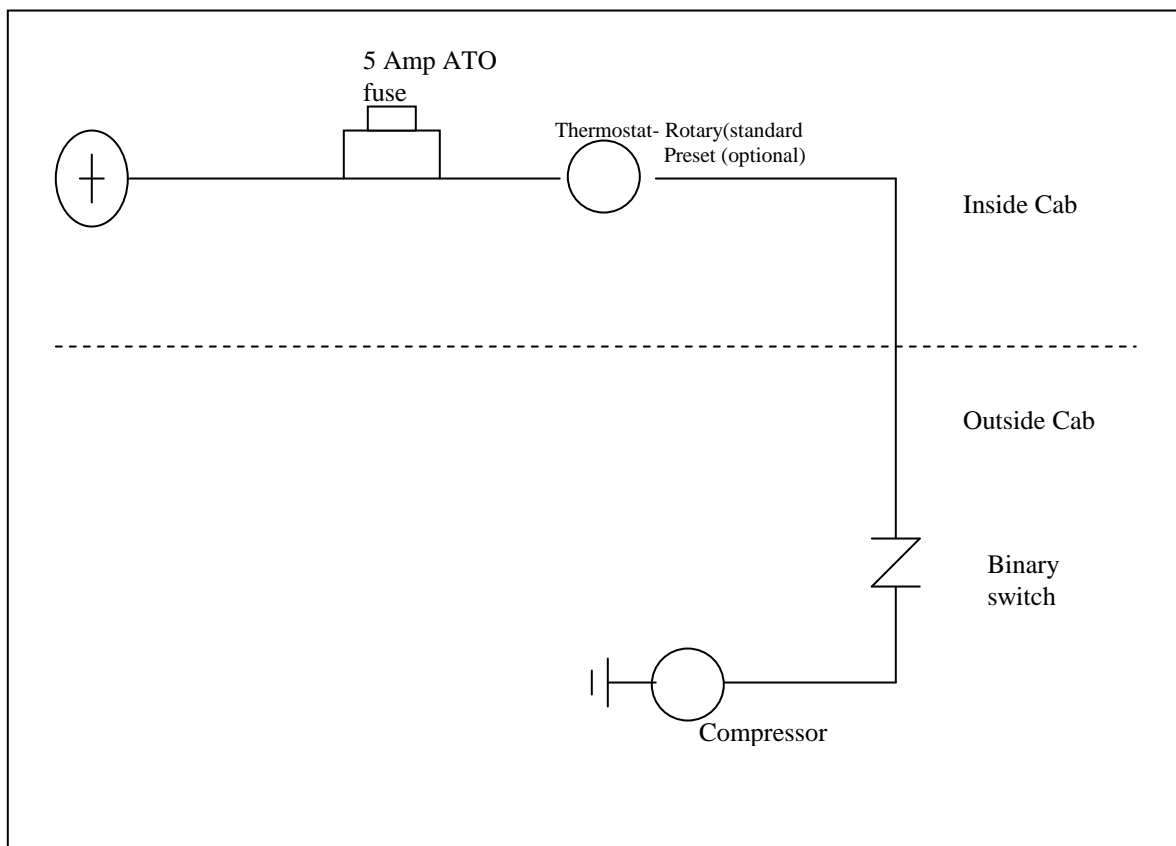 5 Amp ATO
fuse
Thermostat- Rotary(standard
Preset (optional)
Inside Cab
Outside Cab
Binary
switch
Compressor